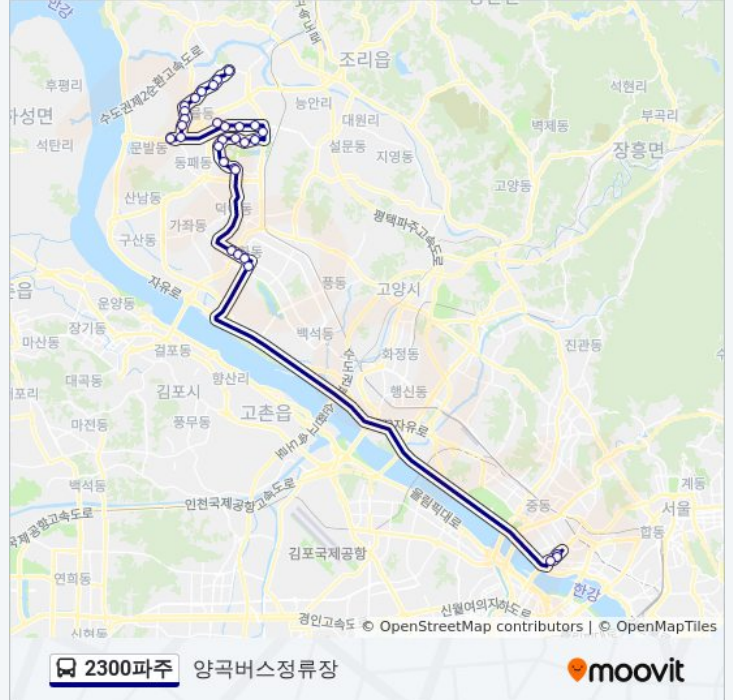 한강
조리읍
수도권제2순환고속도로
후평리
석현리
능안리
부곡리
하성면
대원리
벽제동
석탄리
문발동
설문동
장흥면
동패동
지영동
고양동
산남동
가좌동
평택파주고속도로
구산동
자유로
풍동
고양시
운양동
장기동
백석동
마산동
걸포동
화정동
진관동
대곡동
향산리
김포시
행신동
고촌읍
풍무동
마전동
자유로
백석동
올림픽대로
중동
계동
서울
인천국제공항고속도로
합동
김포국제공항
연희동
한강
신월여의지하도로
경인고속도
신현동
© OpenStreetMap contributors | © OpenMapTiles
2300파주 양곡버스정류장
moovit